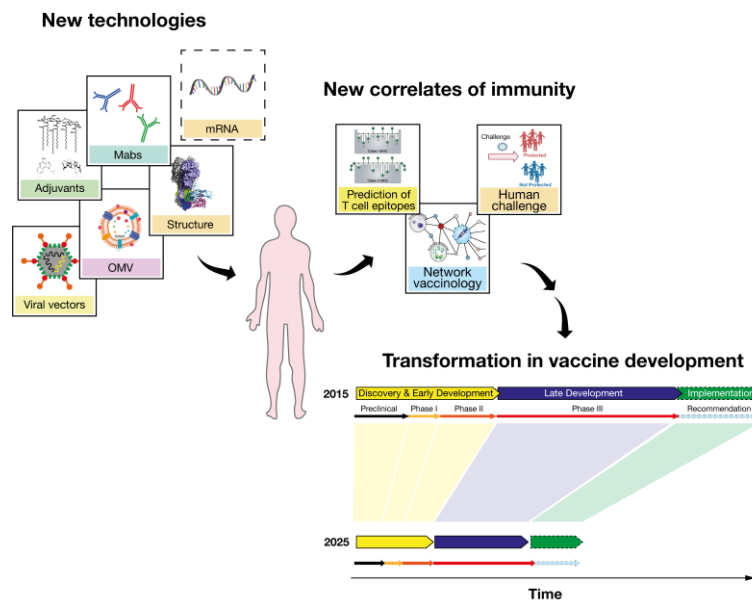 New technologies
mRNA
Mabs
Adjuvants
Structure
OMV
Viral vectors
New correlates of immunity
Prediction of
T cell epitopes
Challenge
Protected
Not Protected
Human
challenge
Network
vaccinology
Transformation in vaccine development
2015
Discovery & Early Development
Late Development
Implementation
Preclinical
Phase I
Phase II
Phase III
Recommendation
2025
Time